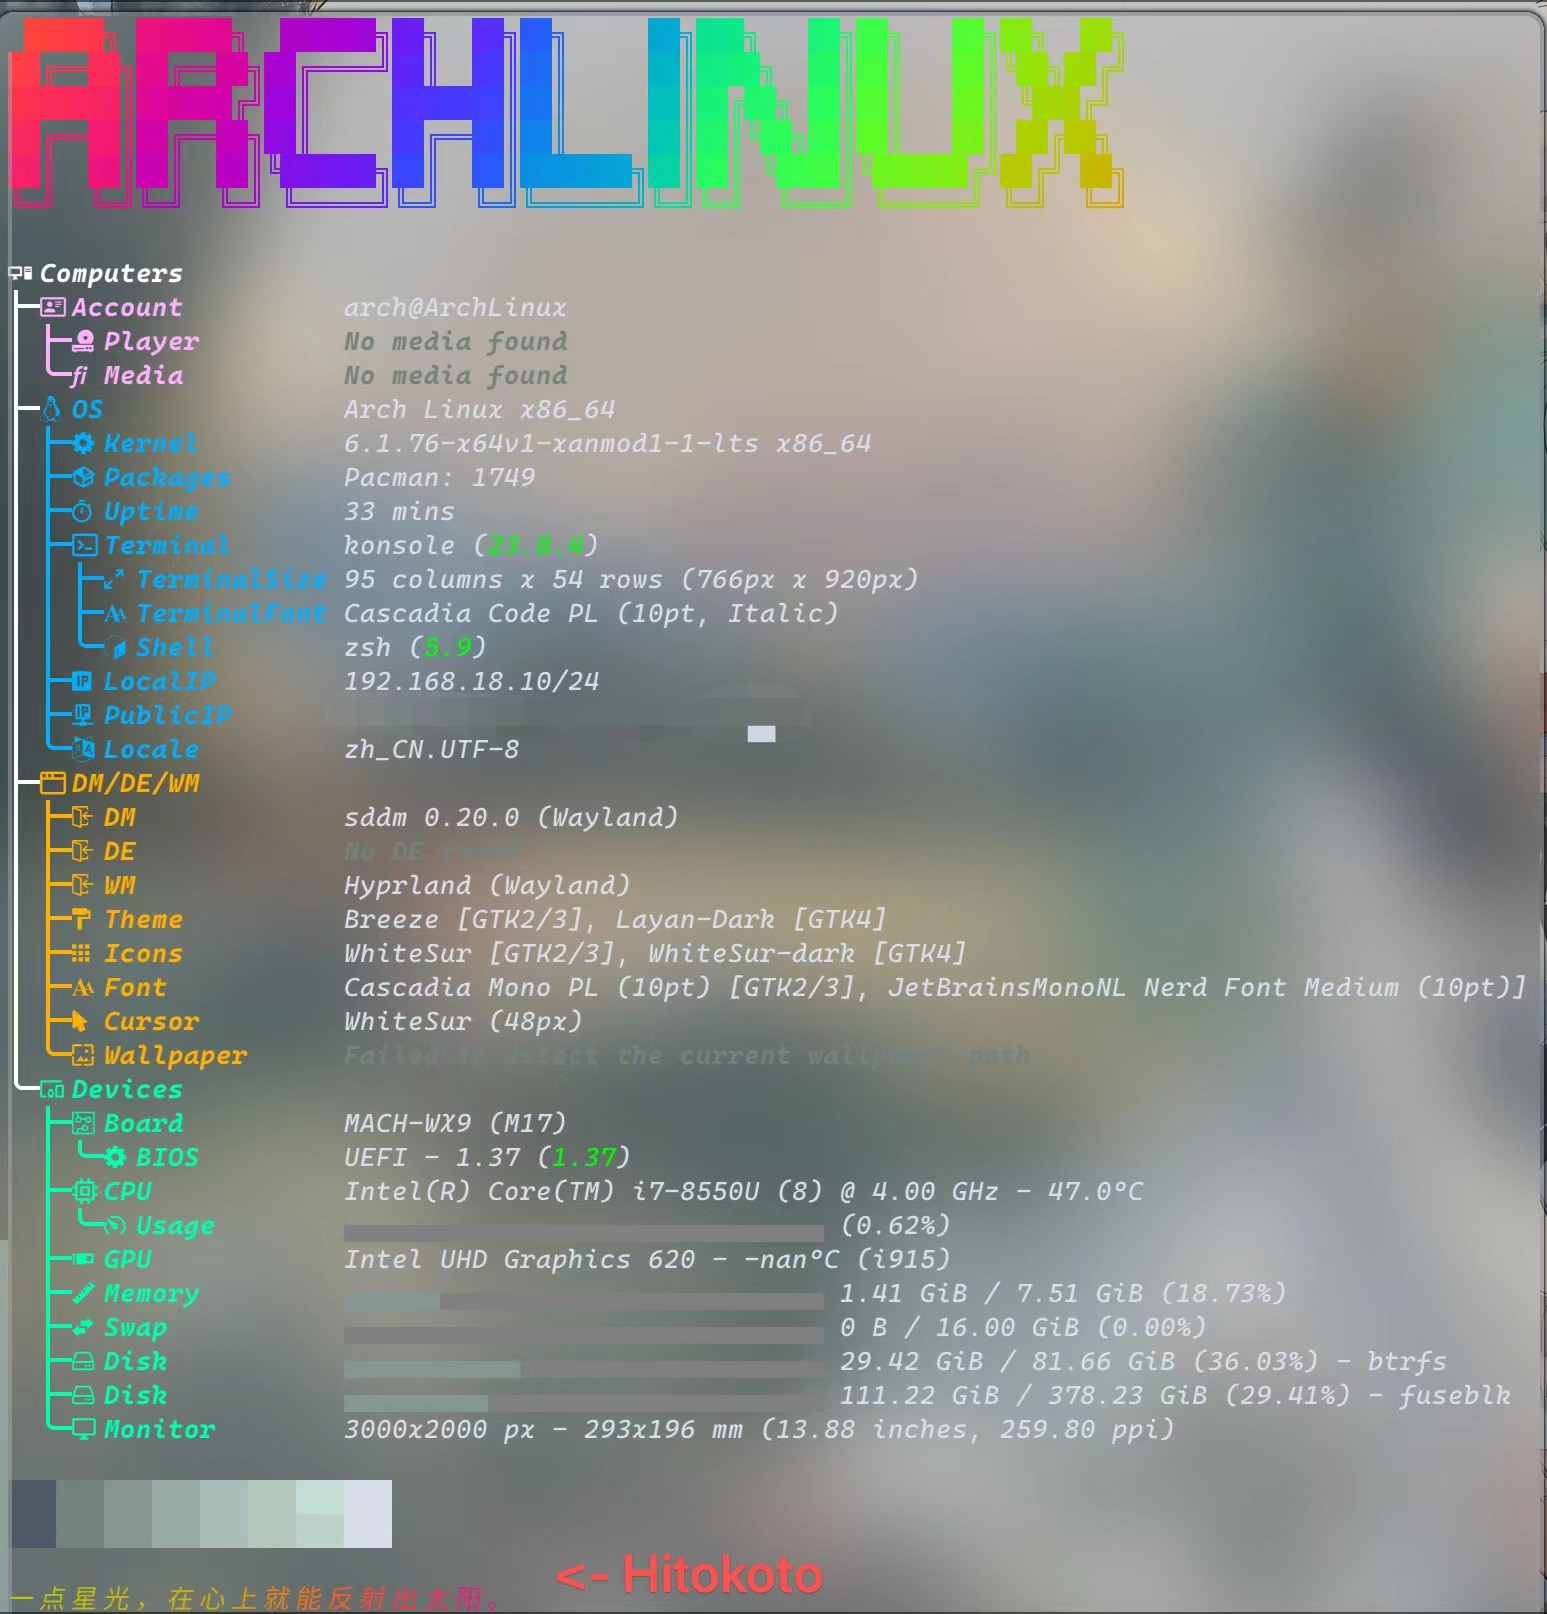 ARCHLINUX
Computers
Account arch@ArchLinux
Player No media found
Media No media found
OS Arch Linux x86_64
Kernel 6.1.76-x64v1-xanmod1-1-lts x86_64
Packages Pacman: 1749
Uptime 33 mins
Terminal konsole (23.8.4)
TerminalSize 95 columns x 54 rows (766px x 920px)
TerminalFont Cascadia Code PL (10pt, Italic)
Shell zsh (5.9)
LocalIP 192.168.18.10/24
PublicIP
Locale zh_CN.UTF-8
DM/DE/WM
DM sddm 0.20.0 (Wayland)
DE No DE found
WM Hyprland (Wayland)
Theme Breeze [GTK2/3], Layan-Dark [GTK4]
Icons WhiteSur [GTK2/3], WhiteSur-dark [GTK4]
Font Cascadia Mono PL (10pt) [GTK2/3], JetBrainsMonoNL Nerd Font Medium (10pt)]
Cursor WhiteSur (48px)
Wallpaper Failed to detect the current wallpaper path
Devices
Board MACH-WX9 (M17)
BIOS UEFI - 1.37 (1.37)
CPU Intel(R) Core(TM) i7-8550U (8) @ 4.00 GHz - 47.0°C
Usage (0.62%)
GPU Intel UHD Graphics 620 - -nan°C (i915)
Memory 1.41 GiB / 7.51 GiB (18.73%)
Swap 0 B / 16.00 GiB (0.00%)
Disk 29.42 GiB / 81.66 GiB (36.03%) - btrfs
Disk 111.22 GiB / 378.23 GiB (29.41%) - fuseblk
Monitor 3000x2000 px - 293x196 mm (13.88 inches, 259.80 ppi)
<- Hitokoto
一点星光，在心上就能反射出太阳。